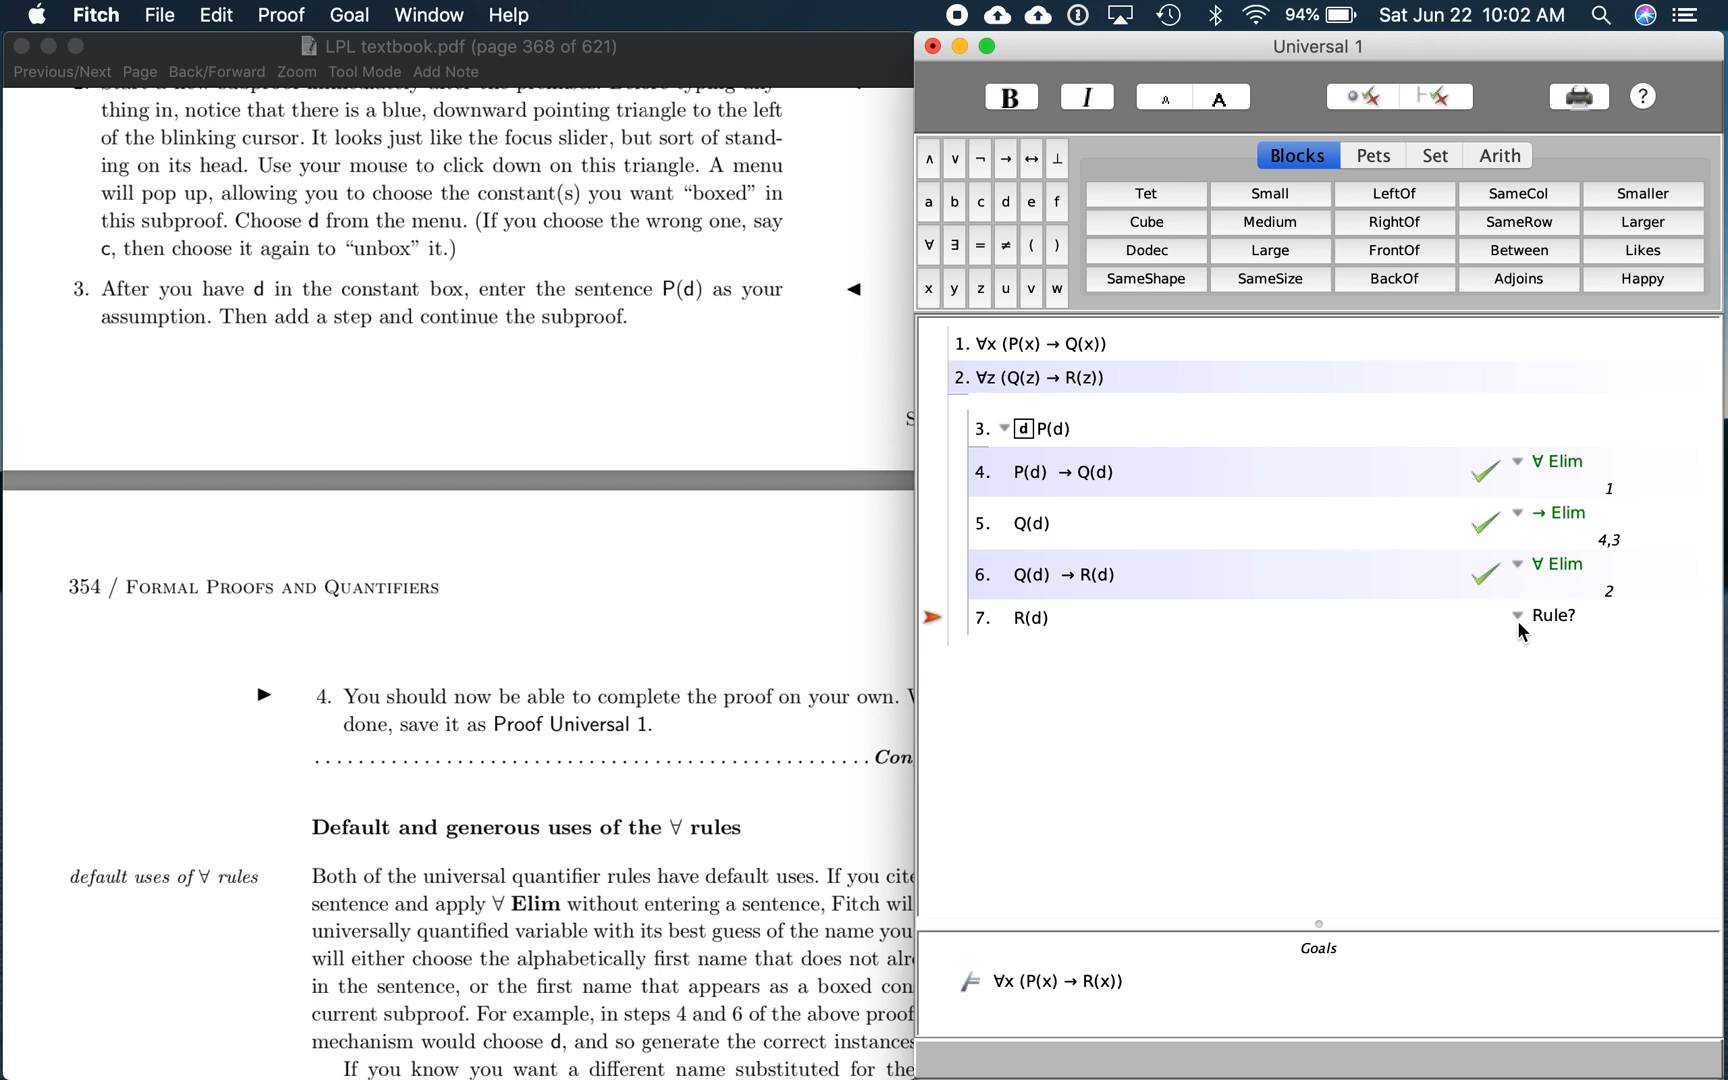 Fitch File Edit Proof Goal Window Help 94% Sat Jun 22 10:02 AM
LPL textbook.pdf (page 368 of 621)
Previous/Next Page Back/Forward Zoom Tool Mode Add Note
thing in, notice that there is a blue, downward pointing triangle to the left
of the blinking cursor. It looks just like the focus slider, but sort of stand-
ing on its head. Use your mouse to click down on this triangle. A menu
will pop up, allowing you to choose the constant(s) you want “boxed” in
this subproof. Choose d from the menu. (If you choose the wrong one, say
c, then choose it again to “unbox” it.)
3. After you have d in the constant box, enter the sentence P(d) as your
assumption. Then add a step and continue the subproof.
354 / Formal Proofs and Quantifiers
4. You should now be able to complete the proof on your own.
done, save it as Proof Universal 1.
Con
Default and generous uses of the ∀ rules
default uses of ∀ rules
Both of the universal quantifier rules have default uses. If you cite
sentence and apply ∀ Elim without entering a sentence, Fitch wil
universally quantified variable with its best guess of the name you
will either choose the alphabetically first name that does not alr
in the sentence, or the first name that appears as a boxed con
current subproof. For example, in steps 4 and 6 of the above proof
mechanism would choose d, and so generate the correct instances
If you know you want a different name substituted for the
Universal 1
B I A A ?
∧ ∨ ¬ → ↔ ⊥
a b c d e f
∀ ∃ = ≠ ( )
x y z u v w
Blocks Pets Set Arith
Tet Small LeftOf SameCol Smaller
Cube Medium RightOf SameRow Larger
Dodec Large FrontOf Between Likes
SameShape SameSize BackOf Adjoins Happy
1. ∀x (P(x) → Q(x))
2. ∀z (Q(z) → R(z))
3. d P(d)
4. P(d) → Q(d) ∀ Elim
1
5. Q(d) → Elim
4,3
6. Q(d) → R(d) ∀ Elim
2
7. R(d) Rule?
Goals
∀x (P(x) → R(x))